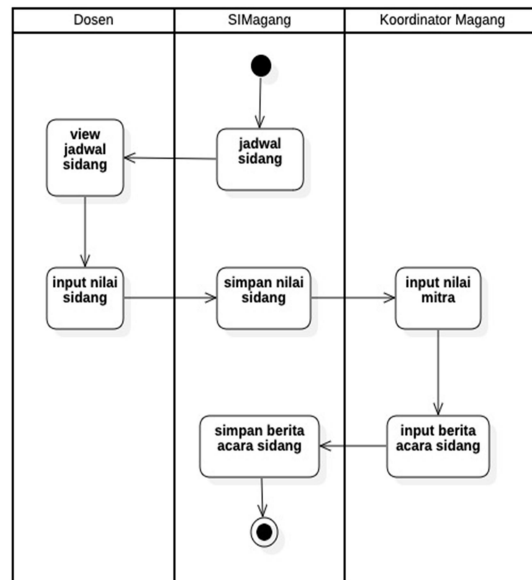 Dosen
SIMagang
Koordinator Magang
view
jadwal
sidang
jadwal
sidang
input nilai
sidang
simpan nilai
sidang
input nilai
mitra
simpan berita
acara sidang
input berita
acara sidang